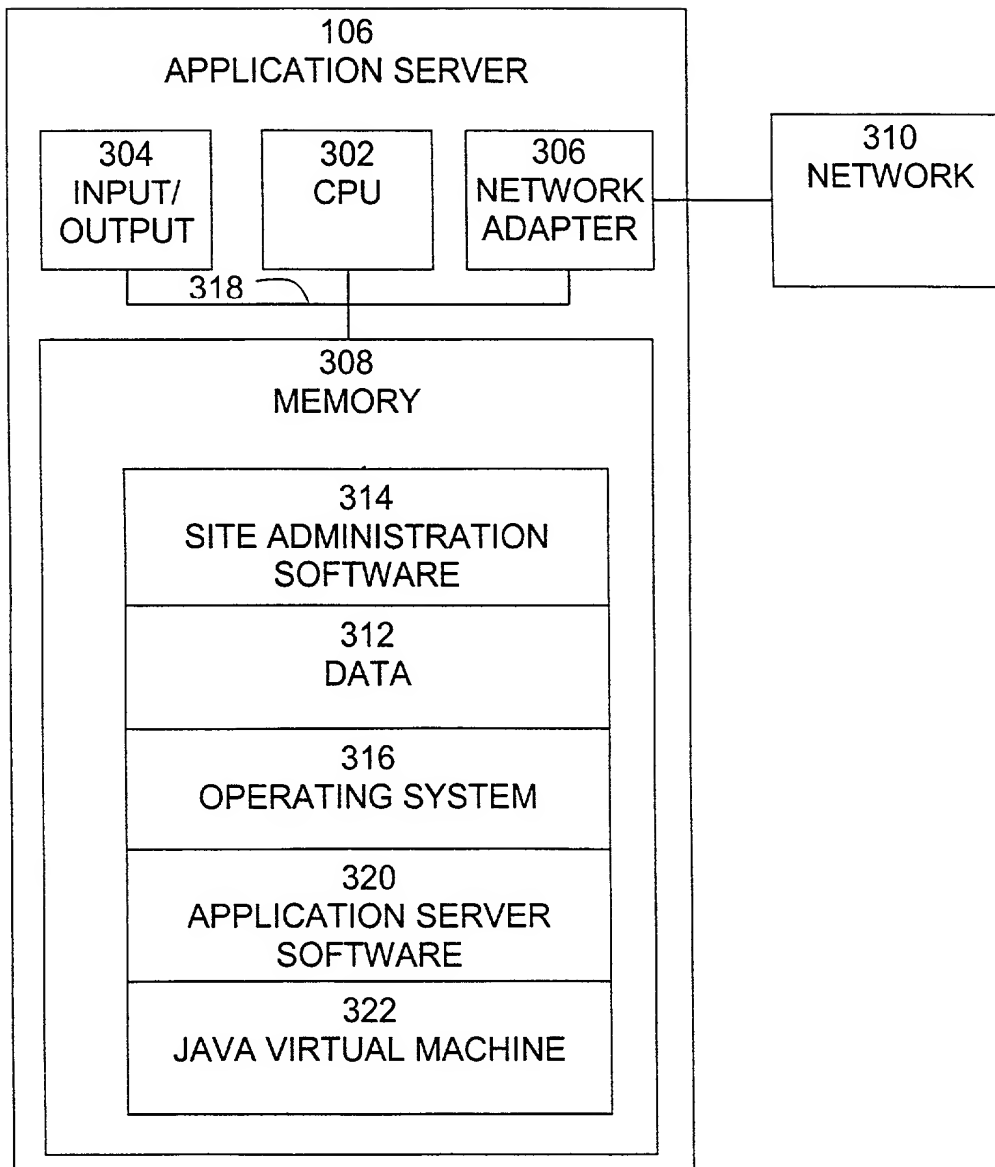 106
APPLICATION SERVER
304
INPUT/
OUTPUT
302
CPU
306
NETWORK
ADAPTER
310
NETWORK
318
308
MEMORY
314
SITE ADMINISTRATION
SOFTWARE
312
DATA
316
OPERATING SYSTEM
320
APPLICATION SERVER
SOFTWARE
322
JAVA VIRTUAL MACHINE